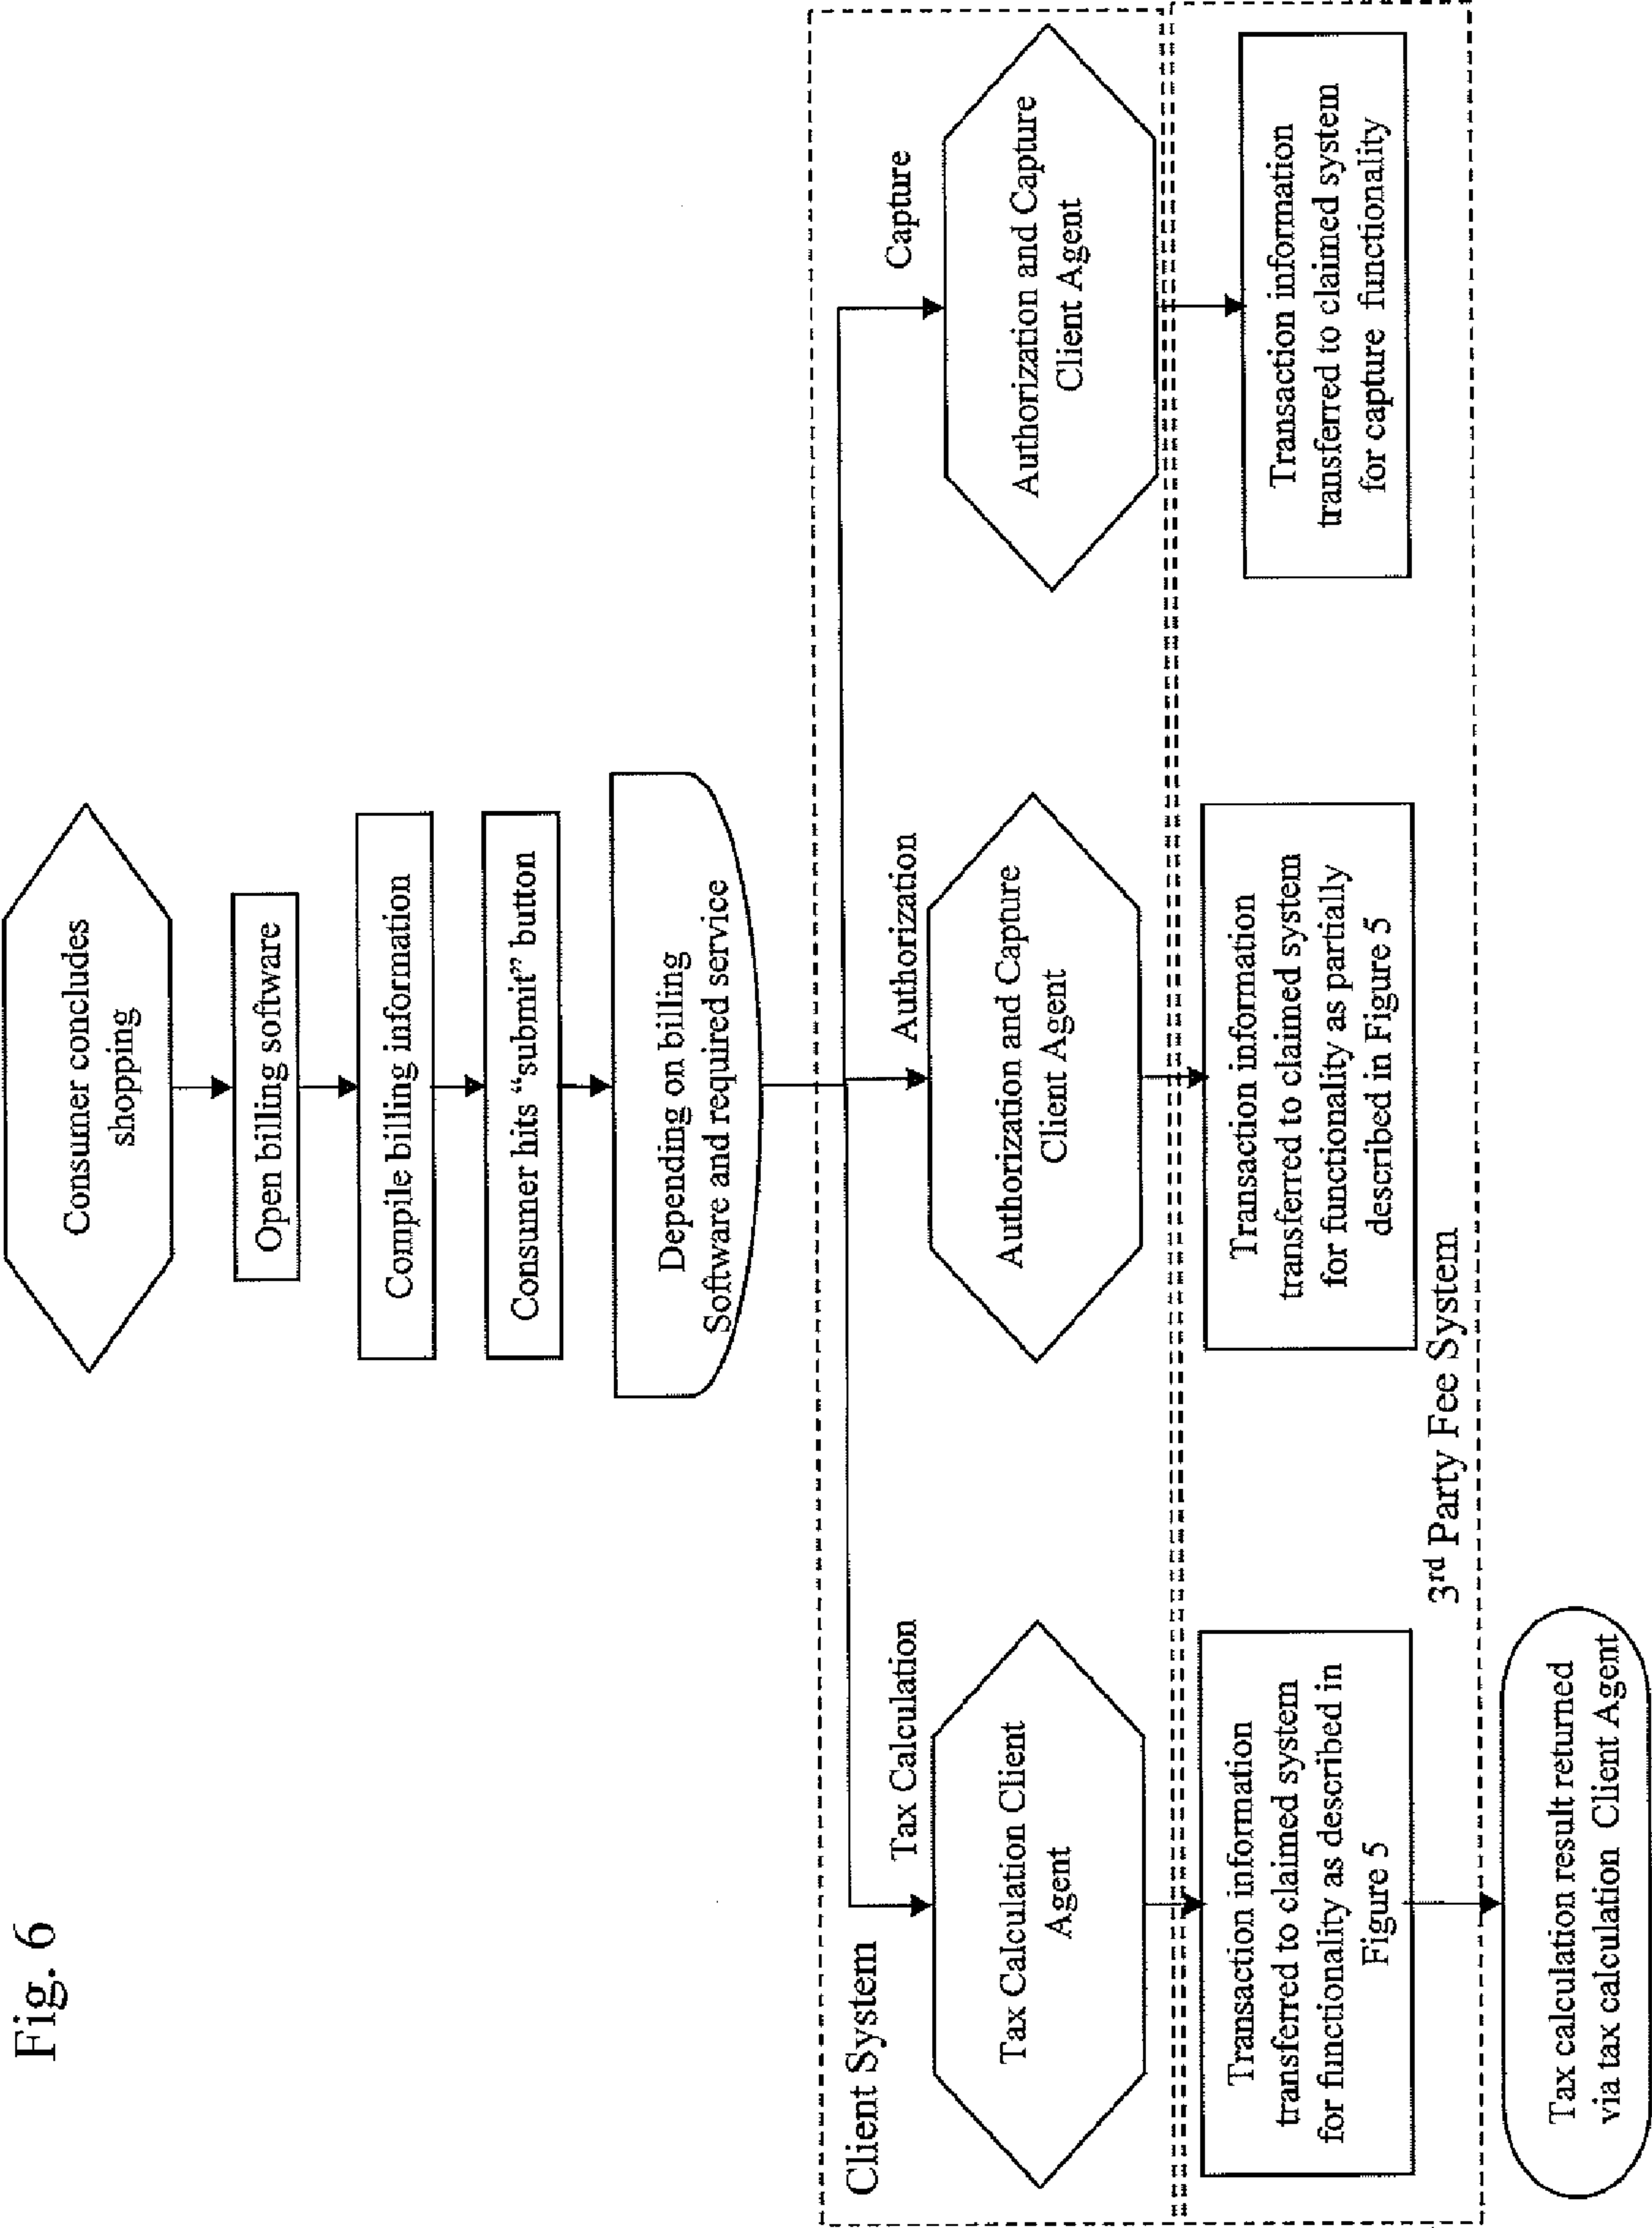 Fig. 6
Consumer concludes
shopping
Open billing software
Compile billing information
Consumer hits “submit” button
Depending on billing
Software and required service
Client System
Tax Calculation
Authorization
Capture
Tax Calculation Client
Agent
Authorization and Capture
Client Agent
Authorization and Capture
Client Agent
Transaction information
transferred to claimed system
for functionality as described in
Figure 5
Transaction information
transferred to claimed system
for functionality as partially
described in Figure 5
Transaction information
transferred to claimed system
for capture functionality
3rd Party Fee System
Tax calculation result returned
via tax calculation Client Agent